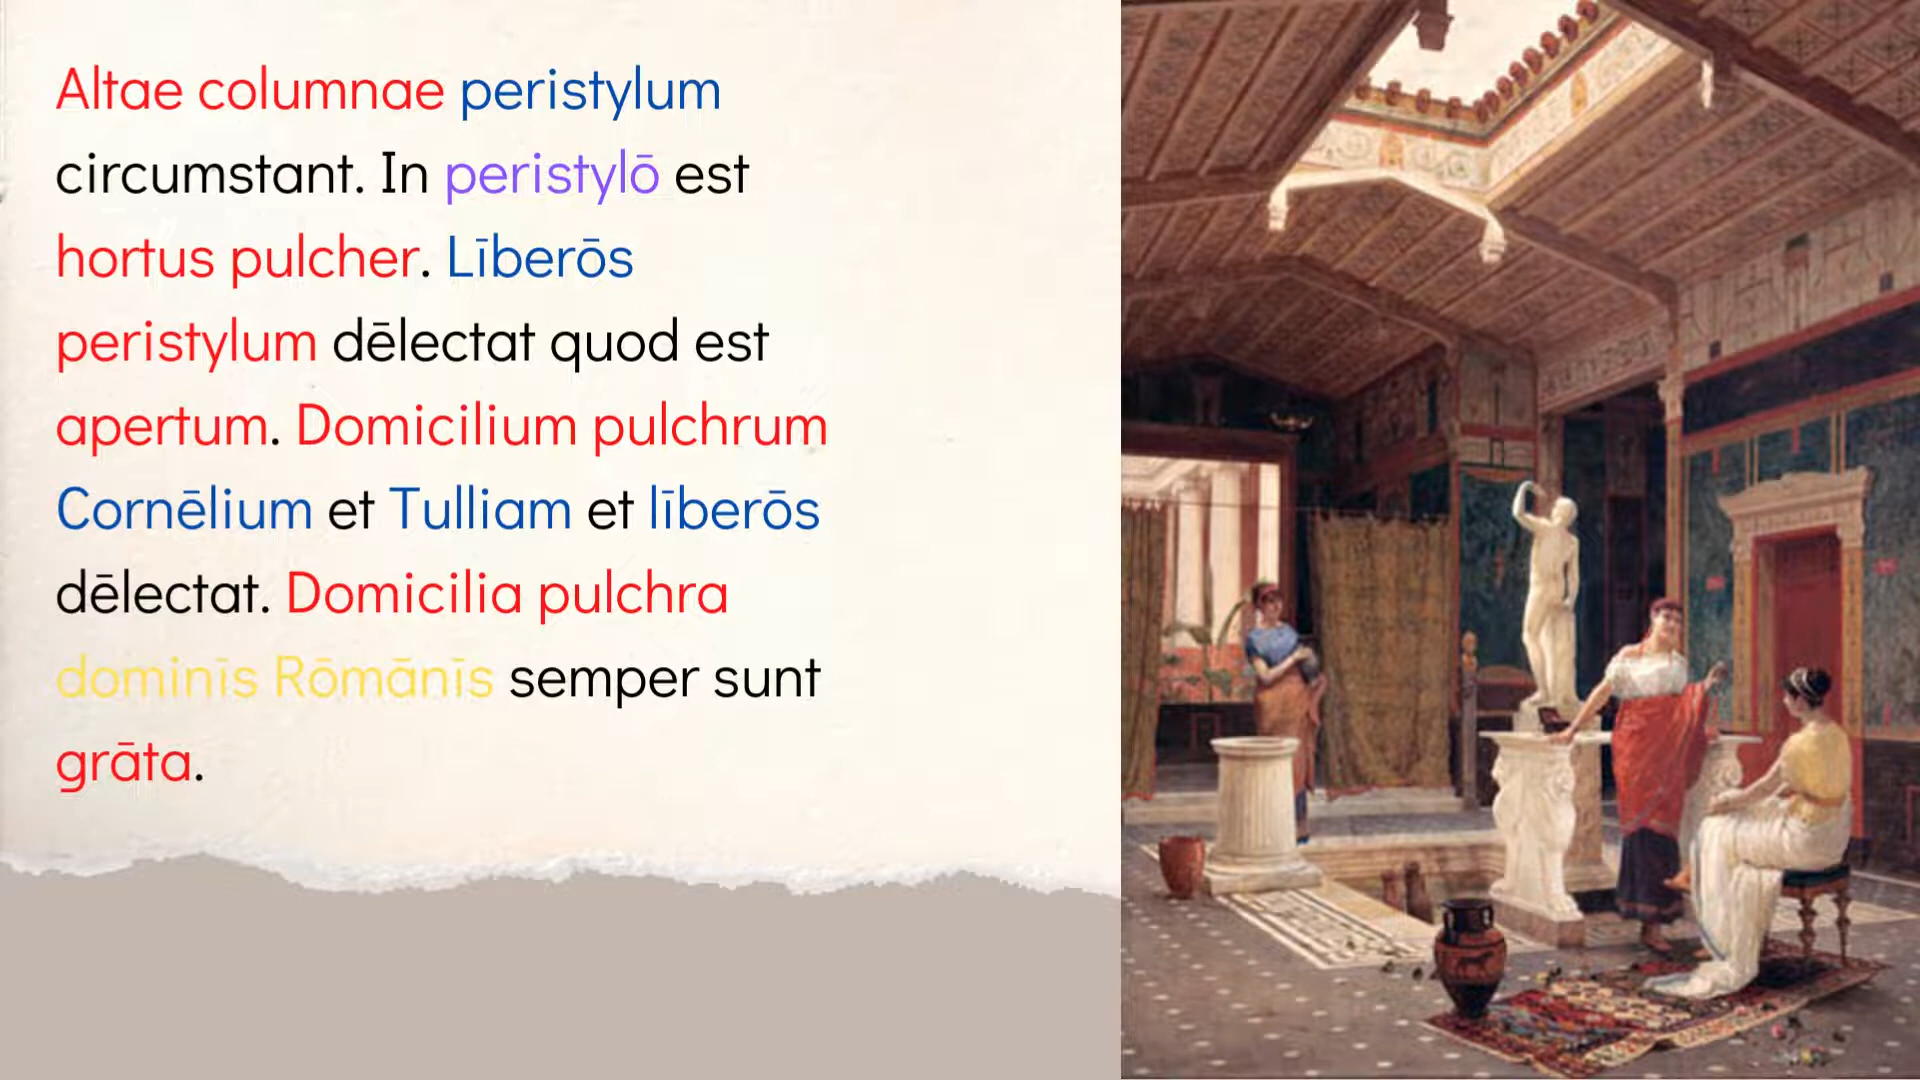 Altae columnae peristylum
circumstant. In peristylō est
hortus pulcher. Līberōs
peristylum dēlectat quod est
apertum. Domicilium pulchrum
Cornēlium et Tulliam et līberōs
dēlectat. Domicilia pulchra
dominīs Rōmānīs semper sunt
grāta.